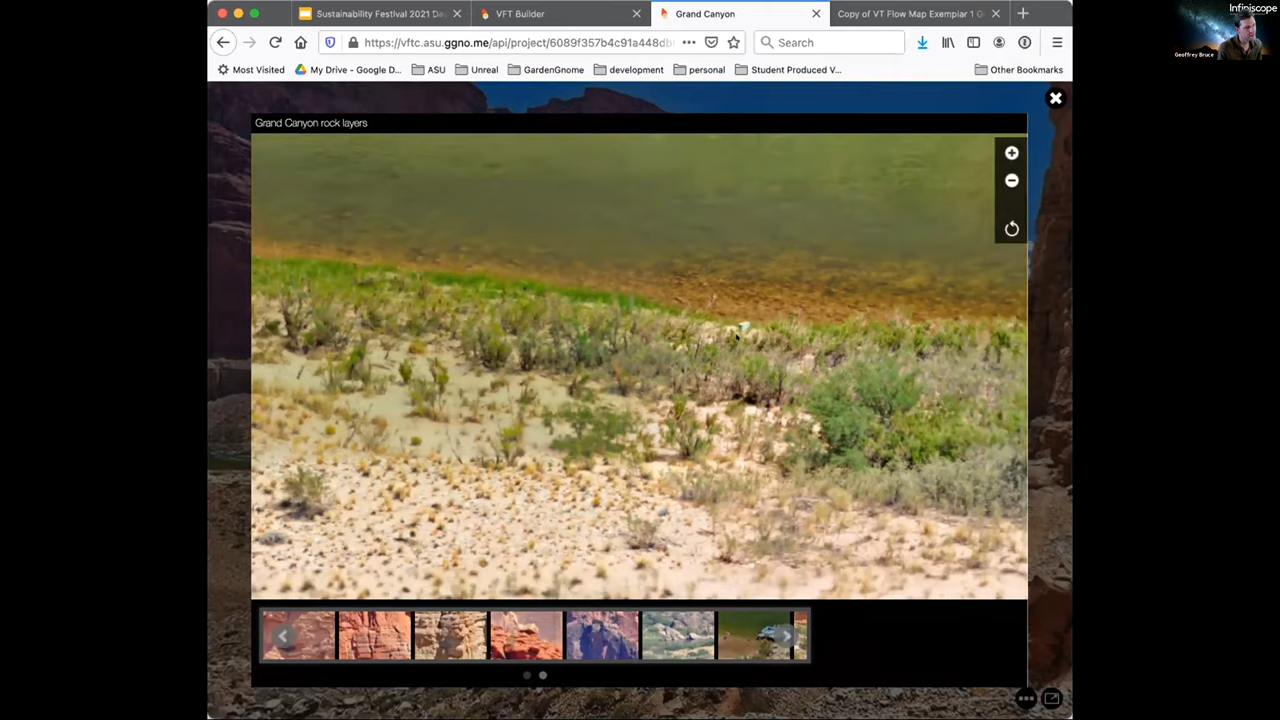 Sustainability Festival 2021 De
VFT Builder
Grand Canyon
Copy of VT Flow Map Exemplar 1 G
https://vftc.asu.ggno.me/api/project/6089f357b4c91a448db
Search
Most Visited
My Drive - Google D...
ASU
Unreal
GardenGnome
development
personal
Student Produced V...
Other Bookmarks
Grand Canyon rock layers
Infiniscope
Geoffrey Bruce